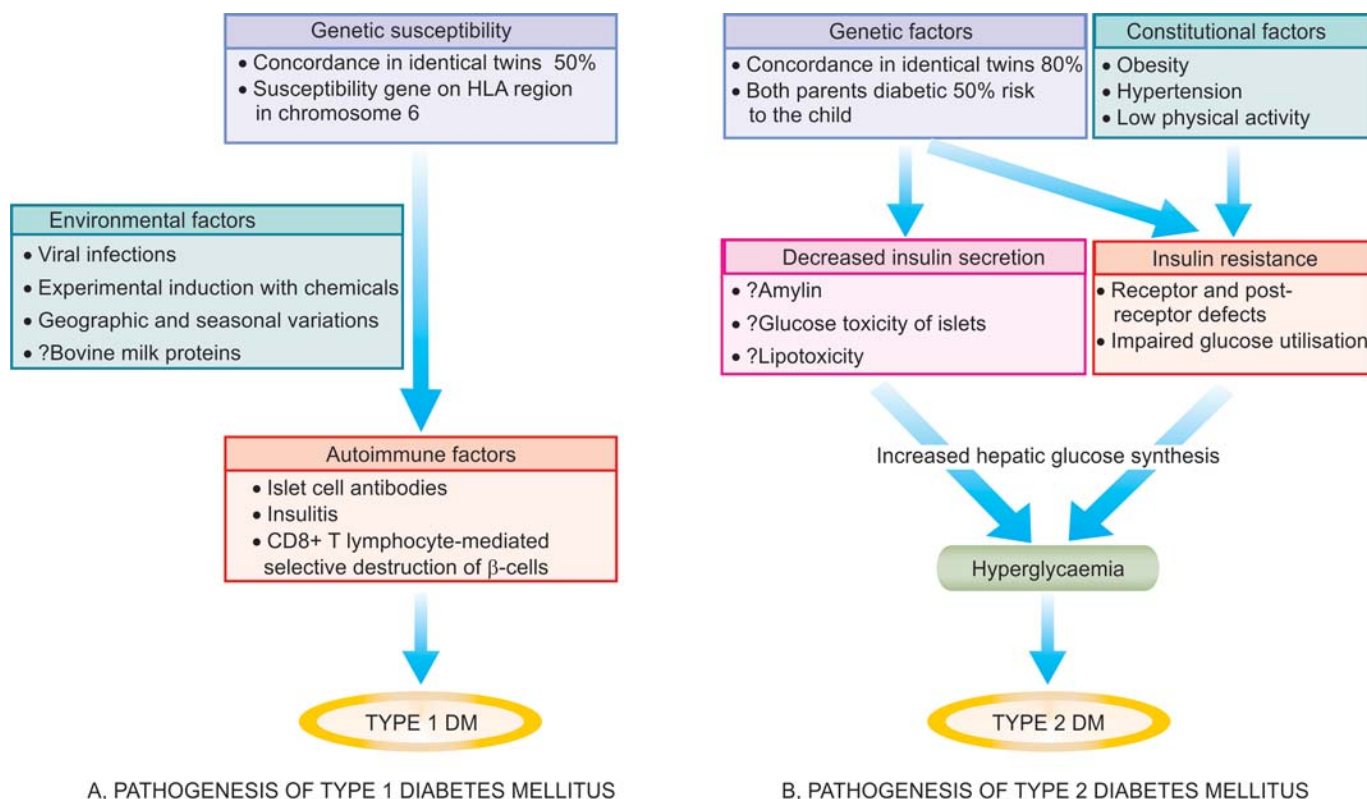 Genetic susceptibility
• Concordance in identical twins 50%
• Susceptibility gene on HLA region
in chromosome 6
Environmental factors
• Viral infections
• Experimental induction with chemicals
• Geographic and seasonal variations
• ?Bovine milk proteins
Autoimmune factors
• Islet cell antibodies
• Insulitis
• CD8+ T lymphocyte-mediated
selective destruction of β-cells
TYPE 1 DM
A, PATHOGENESIS OF TYPE 1 DIABETES MELLITUS
Genetic factors
• Concordance in identical twins 80%
• Both parents diabetic 50% risk
to the child
Constitutional factors
• Obesity
• Hypertension
• Low physical activity
Decreased insulin secretion
• ?Amylin
• ?Glucose toxicity of islets
• ?Lipotoxicity
Insulin resistance
• Receptor and post-
receptor defects
• Impaired glucose utilisation
Increased hepatic glucose synthesis
Hyperglycaemia
TYPE 2 DM
B, PATHOGENESIS OF TYPE 2 DIABETES MELLITUS